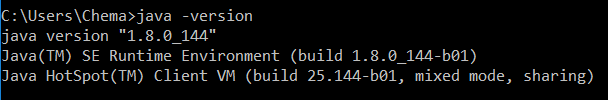 C:\Users\Chema>java -version
java version "1.8.0_144"
Java(TM) SE Runtime Environment (build 1.8.0_144-b01)
Java HotSpot(TM) Client VM (build 25.144-b01, mixed mode, sharing)